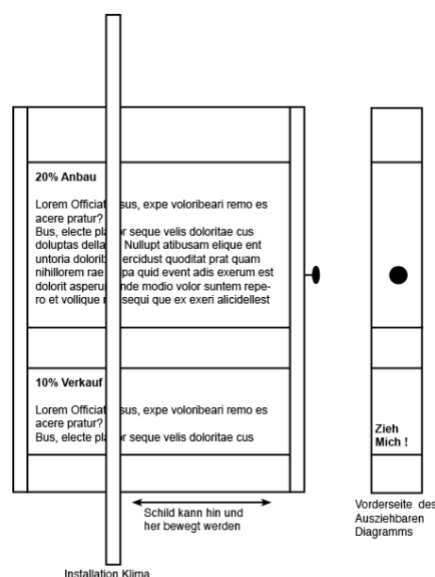 20% Anbau
Lorem Officiat sus, expe voloribeari remo es
acere pratur?
Bus, electe pla r seque velis doloritae cus
doluptas della Nullupt atibusam elique ent
untoria dolorib ercidust quoditat prat quam
nihillorem rae pa quid event adis exerum est
dolorit asperu nde modio volor suntem repe-
ro et vollique sequi que ex exeri alicidellest
10% Verkauf
Lorem Officiat sus, expe voloribeari remo es
acere pratur?
Bus, electe pla r seque velis doloritae cus
Zieh
Mich !
Schild kann hin und
her bewegt werden
Vorderseite des
Ausziehbaren
Diagramms
Installation Klima